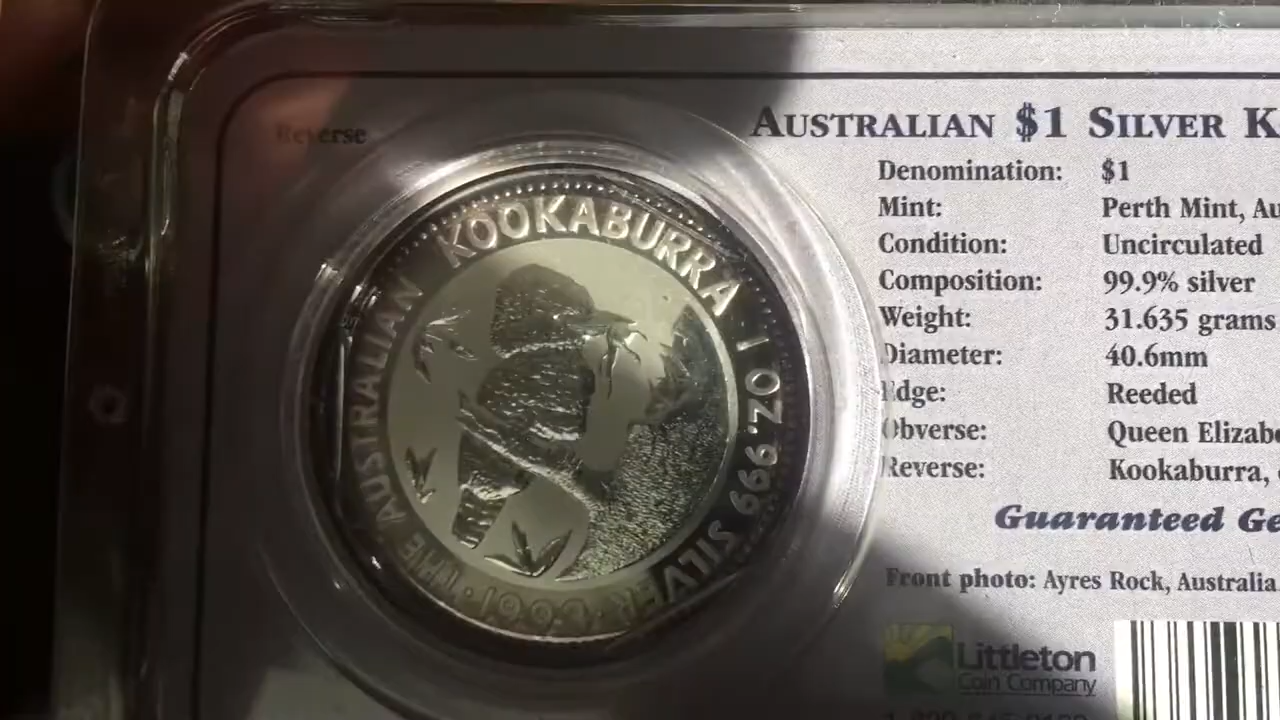 Reverse
AUSTRALIAN $1 SILVER K
Denomination: $1
Mint: Perth Mint, Au
Condition: Uncirculated
Composition: 99.9% silver
Weight: 31.635 grams
Diameter: 40.6mm
Edge: Reeded
Obverse: Queen Elizabe
Reverse: Kookaburra,
Guaranteed Ge
Front photo: Ayres Rock, Australia
Littleton
Coin Company
THE AUSTRALIAN KOOKABURRA 1 OZ. 999 SILVER